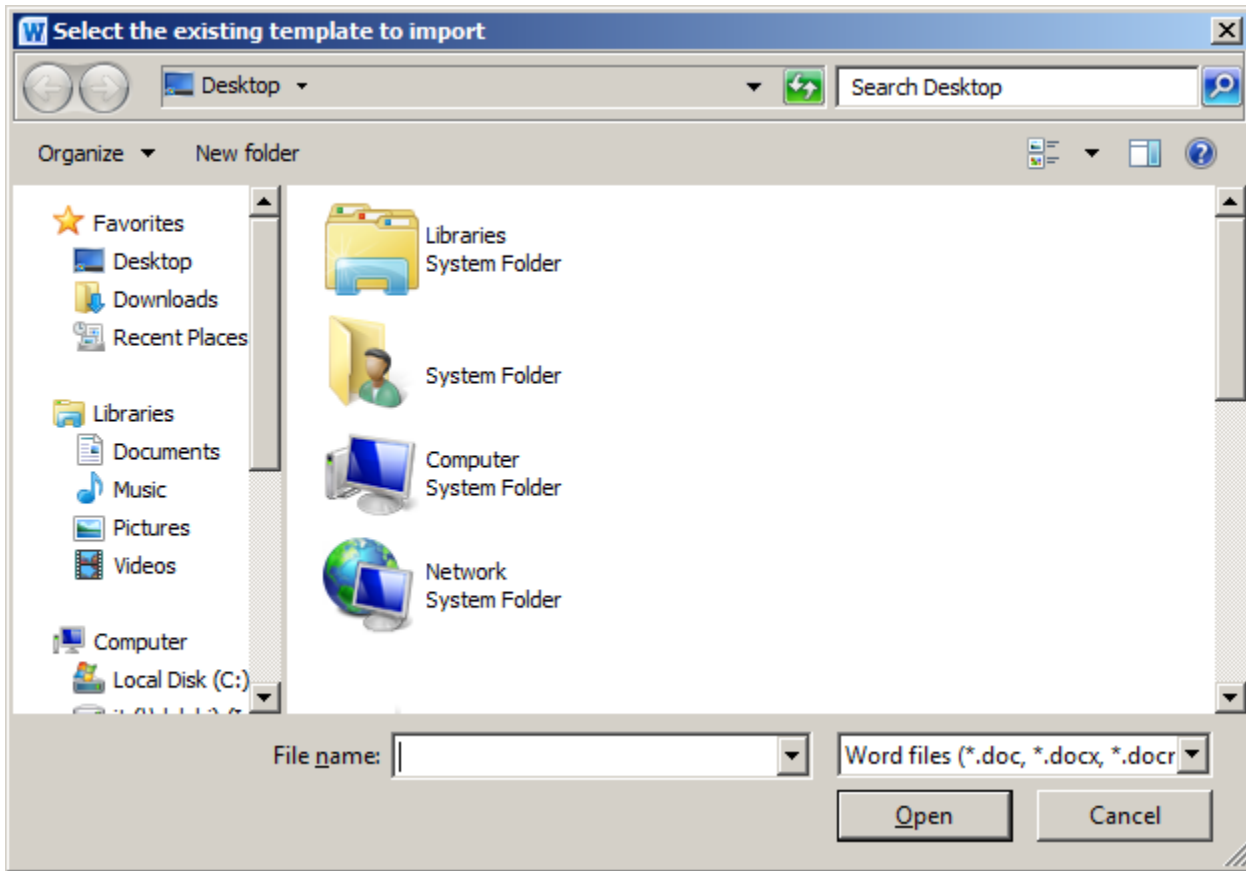 Select the existing template to import
Desktop
Search Desktop
Organize
New folder
Favorites
Desktop
Downloads
Recent Places
Libraries
Documents
Music
Pictures
Videos
Computer
Local Disk (C:)
Libraries
System Folder
System Folder
Computer
System Folder
Network
System Folder
File name:
Word files (*.doc, *.docx, *.docr
Open
Cancel